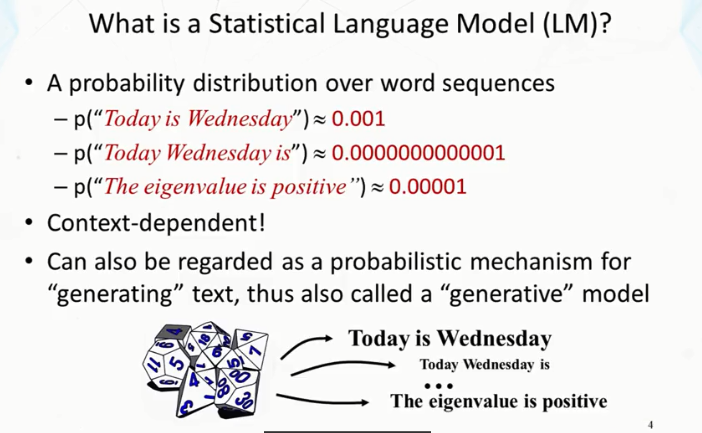 What is a Statistical Language Model (LM)?
• A probability distribution over word sequences
– p(“Today is Wednesday”) ≈ 0.001
– p(“Today Wednesday is”) ≈ 0.0000000000001
– p(“The eigenvalue is positive”) ≈ 0.00001
• Context-dependent!
• Can also be regarded as a probabilistic mechanism for
“generating” text, thus also called a “generative” model
Today is Wednesday
Today Wednesday is
•••
The eigenvalue is positive
4